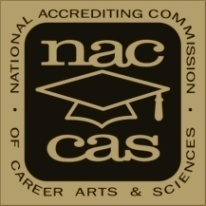 NATIONAL ACCREDITING COMMISSION
nac
cas
OF CAREER ARTS & SCIENCES